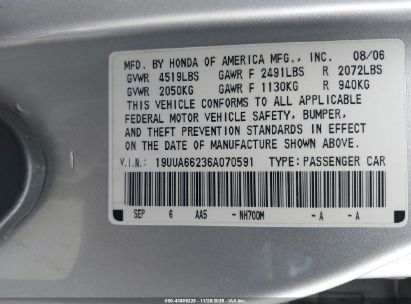 MFD. BY HONDA OF AMERICA MFG., INC. 08/06
GVWR 4519LBS GAWR F 2491LBS R 2072LBS
GVWR 2050KG GAWR F 1130KG R 940KG
THIS VEHICLE CONFORMS TO ALL APPLICABLE
FEDERAL MOTOR VEHICLE SAFETY, BUMPER,
AND THEFT PREVENTION STANDARDS IN EFFECT
ON THE DATE OF MANUFACTURE SHOWN ABOVE.
V.I.N.: 19UUA66236A070591 TYPE: PASSENGER CAR
SEP 6 AA5 - NH700M - A - A